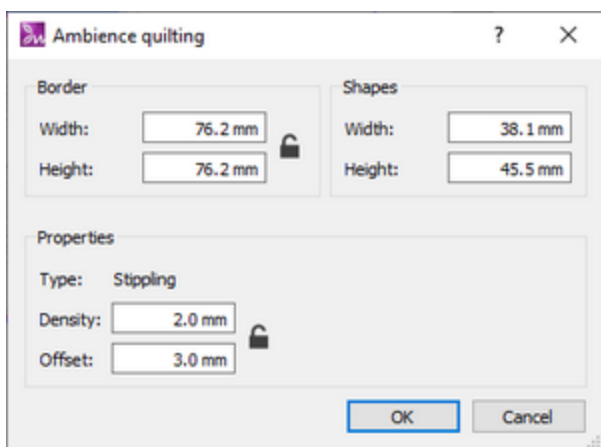 Ambience quilting
Border
Width: 76.2 mm
Height: 76.2 mm
Shapes
Width: 38.1 mm
Height: 45.5 mm
Properties
Type: Stippling
Density: 2.0 mm
Offset: 3.0 mm
OK Cancel